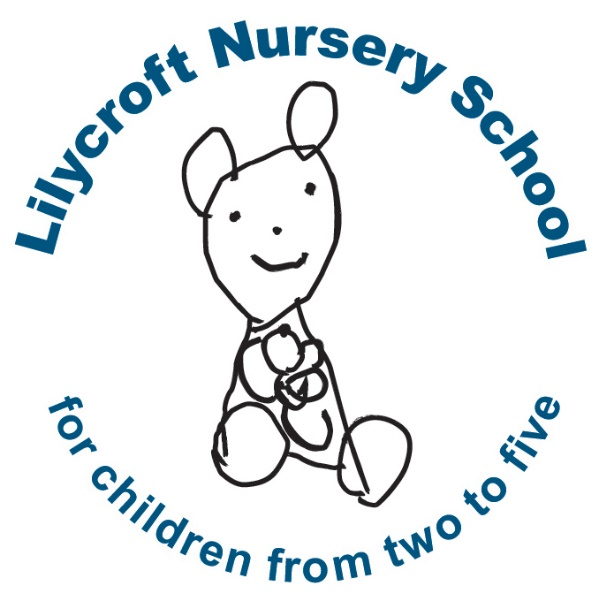 Lilycroft Nursery School
for children from two to five